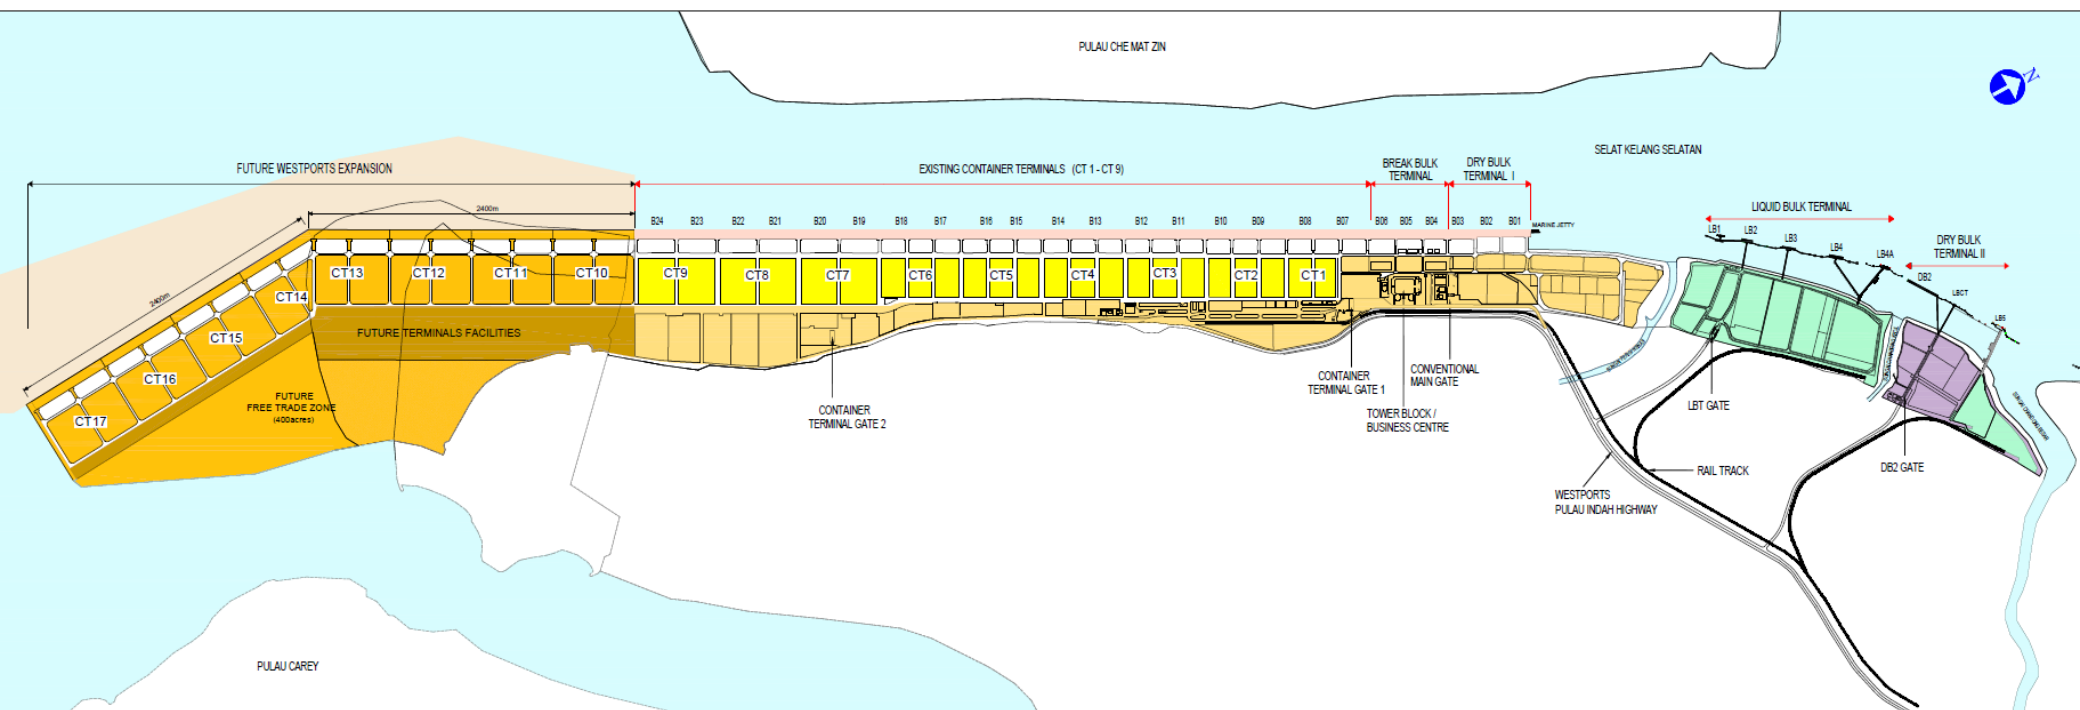 PULAU CHE MAT ZIN
N
SELAT KELANG SELATAN
FUTURE WESTPORTS EXPANSION
EXISTING CONTAINER TERMINALS (CT 1 - CT 9)
BREAK BULK
TERMINAL
DRY BULK
TERMINAL I
LIQUID BULK TERMINAL
DRY BULK
TERMINAL II
2400m
2400m
B24 B23 B22 B21 B20 B19 B18 B17 B16 B15 B14 B13 B12 B11 B10 B09 B08 B07 B06 B05 B04 B03 B02 B01
MARINE JETTY
LB1 LB2 LB3 LB4 LB4A
DB2 LBCT LB5
CT17 CT16 CT15 CT14 CT13 CT12 CT11 CT10 CT9 CT8 CT7 CT6 CT5 CT4 CT3 CT2 CT1
FUTURE TERMINALS FACILITIES
FUTURE
FREE TRADE ZONE
(400acres)
CONTAINER
TERMINAL GATE 2
CONTAINER
TERMINAL GATE 1
CONVENTIONAL
MAIN GATE
TOWER BLOCK /
BUSINESS CENTRE
LBT GATE
RAIL TRACK
DB2 GATE
WESTPORTS
PULAU INDAH HIGHWAY
PULAU CAREY